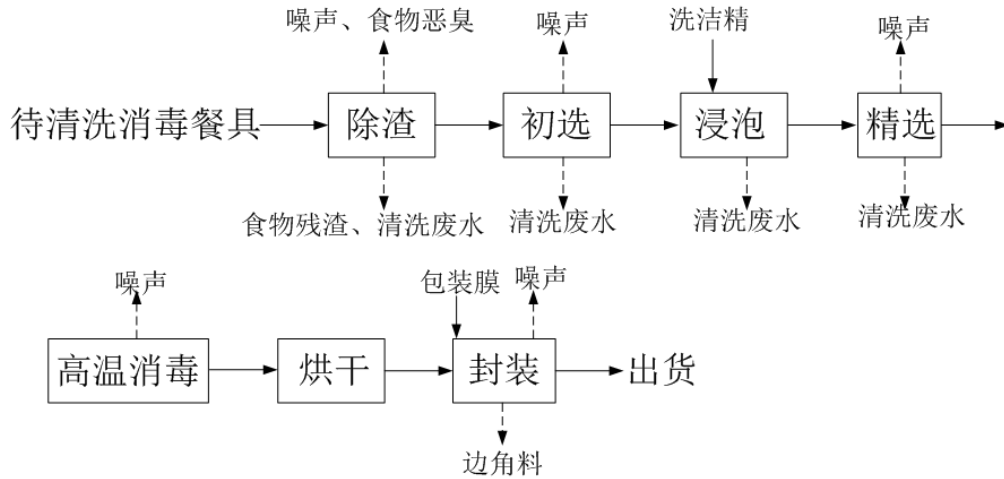 噪声、食物恶臭
噪声
洗洁精
噪声
待清洗消毒餐具
除渣
初选
浸泡
精选
食物残渣、清洗废水
清洗废水
清洗废水
清洗废水
噪声
包装膜
噪声
高温消毒
烘干
封装
出货
边角料